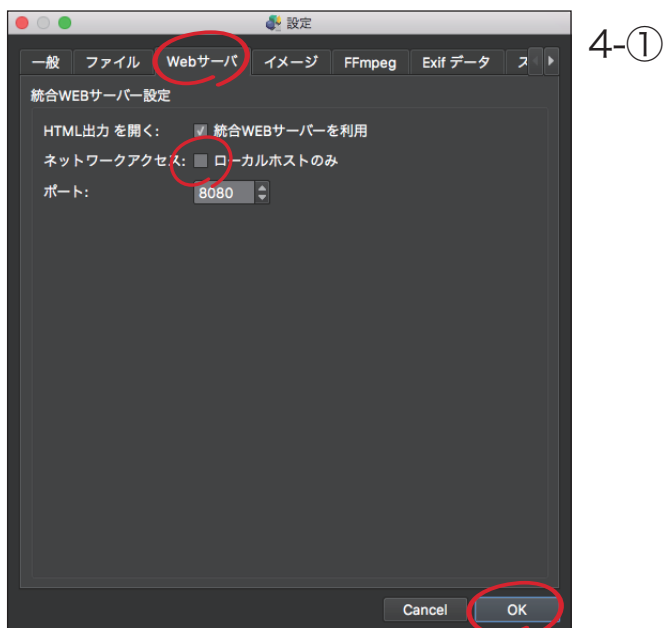 設定
4-①
一般 ファイル Webサーバ イメージ FFmpeg Exif データ
統合WEBサーバー設定
HTML出力 を開く: 統合WEBサーバーを利用
ネットワークアクセス: ローカルホストのみ
ポート: 8080
Cancel OK